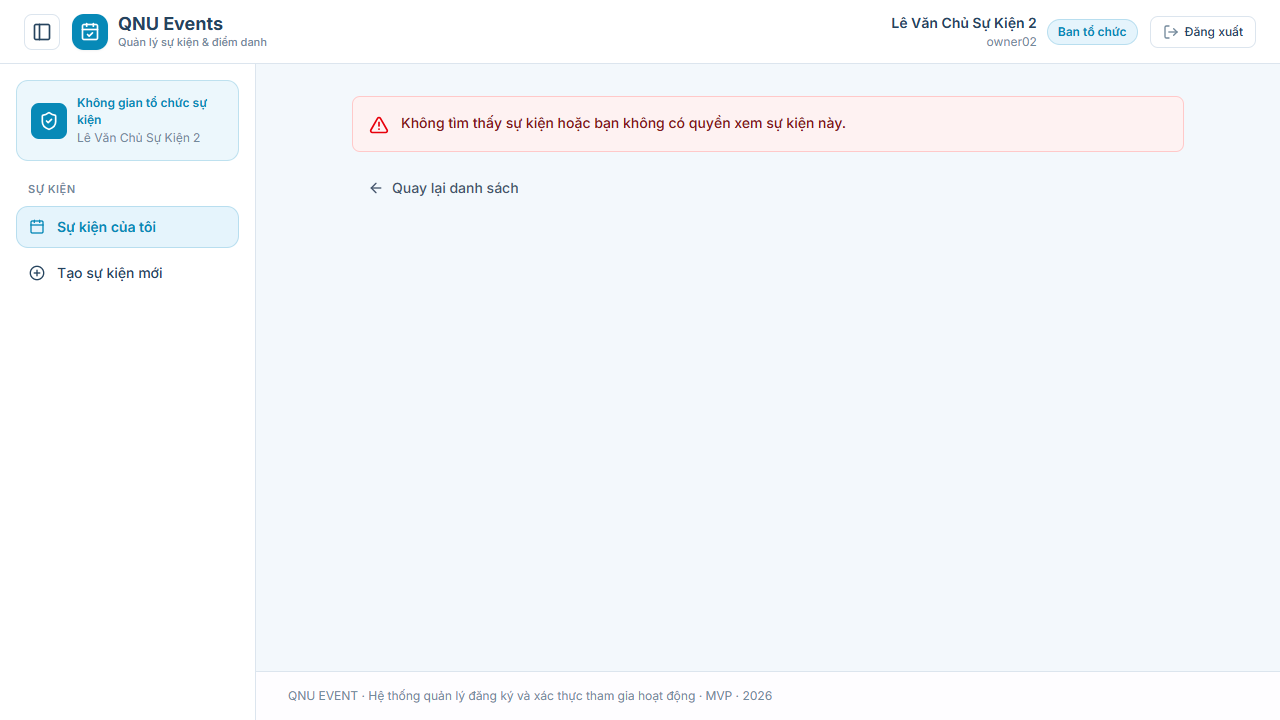 QNU Events
Quản lý sự kiện & điểm danh
Lê Văn Chủ Sự Kiện 2
owner02
Ban tổ chức
Đăng xuất
Không gian tổ chức sự
kiện
Lê Văn Chủ Sự Kiện 2
SỰ KIỆN
Sự kiện của tôi
Tạo sự kiện mới
Không tìm thấy sự kiện hoặc bạn không có quyền xem sự kiện này.
Quay lại danh sách
QNU EVENT · Hệ thống quản lý đăng ký và xác thực tham gia hoạt động · MVP · 2026